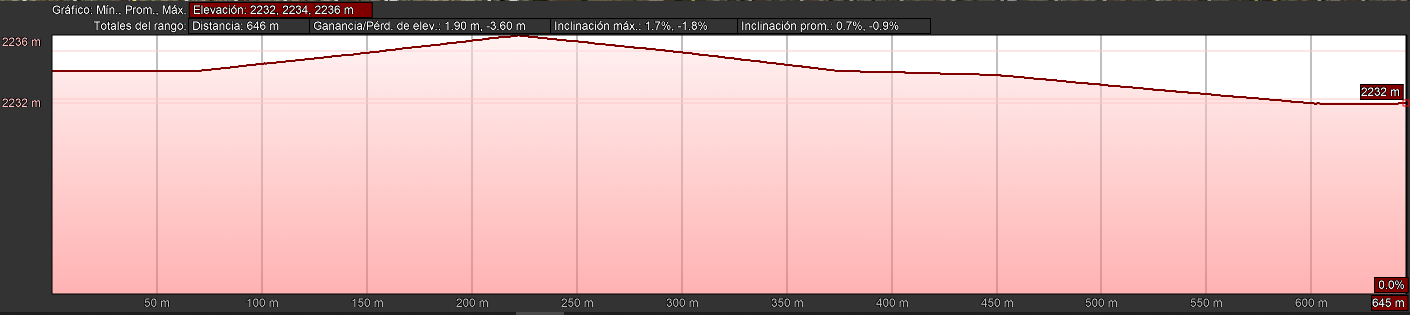 Gráfico: Mín., Prom., Máx. Elevación: 2232, 2234, 2236 m
Totales del rango: Distancia: 646 m Ganancia/Pérd. de elev.: 1.90 m, -3.60 m Inclinación máx.: 1.7%, -1.8% Inclinación prom.: 0.7%, -0.9%
2236 m
2232 m
2232 m
0.0%
50 m 100 m 150 m 200 m 250 m 300 m 350 m 400 m 450 m 500 m 550 m 600 m 645 m